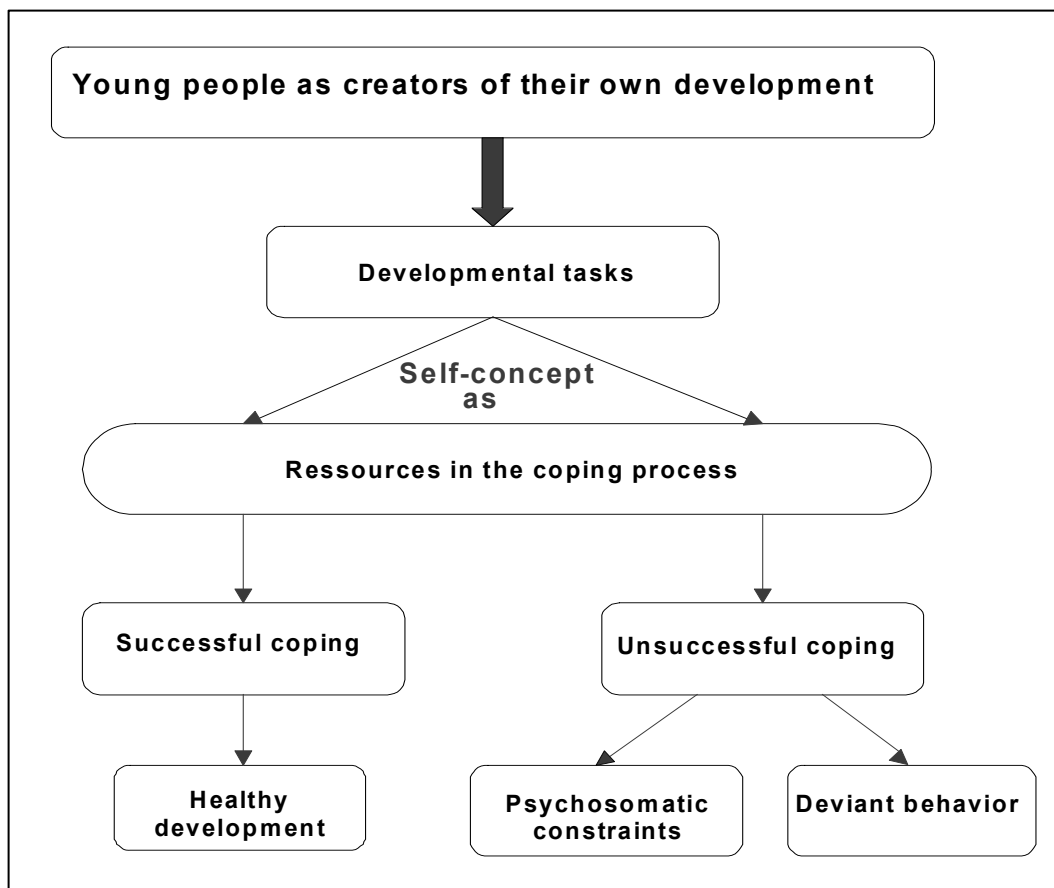 Young people as creators of their own development
Developmental tasks
Self-concept
as
Ressources in the coping process
Successful coping
Unsuccessful coping
Healthy
development
Psychosomatic
constraints
Deviant behavior